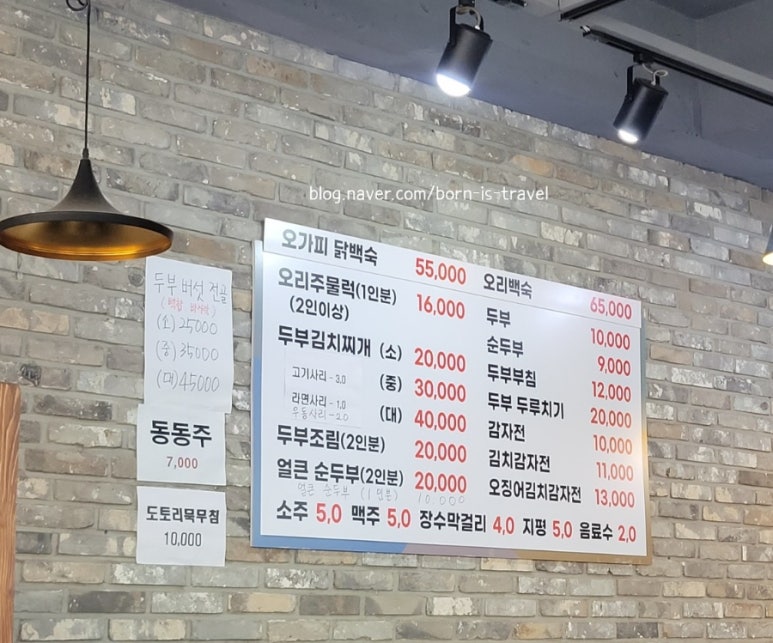 blog.naver.com/born-is-travel
오가피 닭백숙 55,000
오리주물럭(1인분) 16,000
(2인이상)
두부김치찌개 (소) 20,000
고기사리 - 3,0
(중) 30,000
라면사리 - 1,0
우동사리 - 2.0
(대) 40,000
두부조림(2인분) 20,000
얼큰 순두부(2인분) 20,000
얼큰 순두부 (1인분) 10,000
오리백숙 65,000
두부 10,000
순두부 9,000
두부부침 12,000
두부 두루치기 20,000
감자전 10,000
김치감자전 11,000
오징어김치감자전 13,000
소주 5,0 맥주 5,0 장수막걸리 4,0 지평 5,0 음료수 2,0
두부 버섯 전골
(소) 25000
(중) 35000
(대) 45000
동동주
7,000
도토리묵무침
10,000